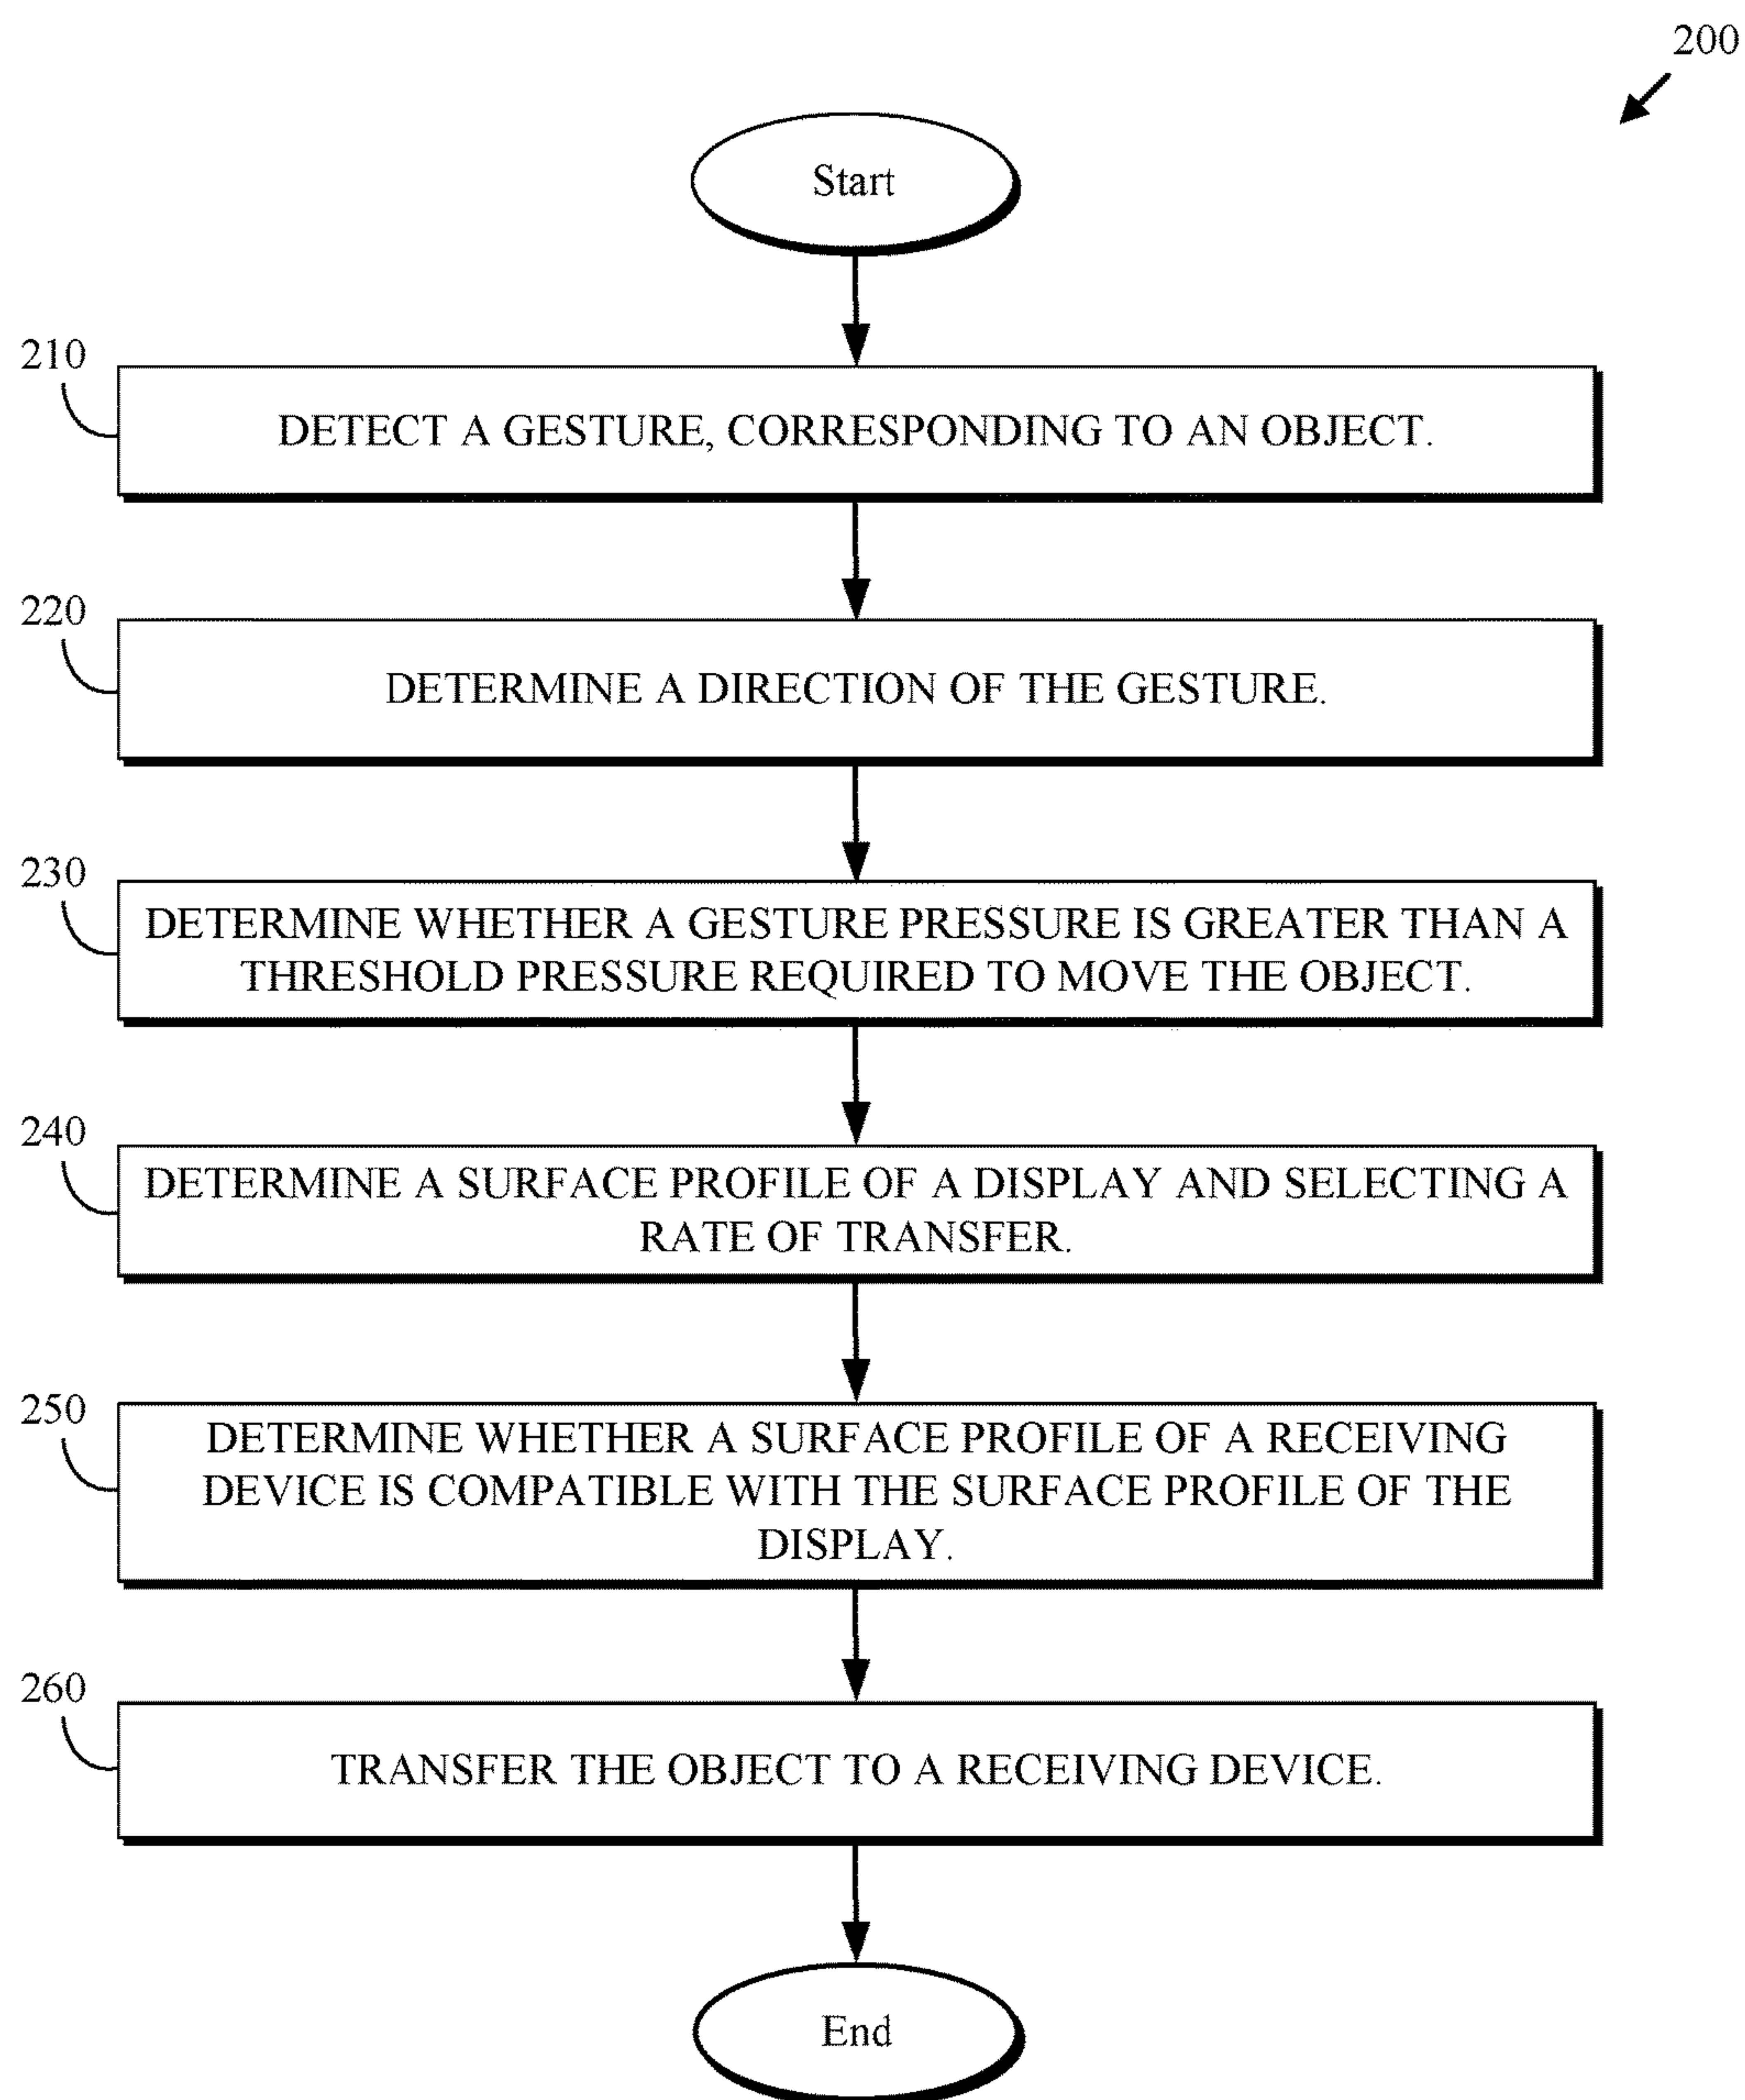 200
Start
210
DETECT A GESTURE, CORRESPONDING TO AN OBJECT.
220
DETERMINE A DIRECTION OF THE GESTURE.
230
DETERMINE WHETHER A GESTURE PRESSURE IS GREATER THAN A
THRESHOLD PRESSURE REQUIRED TO MOVE THE OBJECT.
240
DETERMINE A SURFACE PROFILE OF A DISPLAY AND SELECTING A
RATE OF TRANSFER.
250
DETERMINE WHETHER A SURFACE PROFILE OF A RECEIVING
DEVICE IS COMPATIBLE WITH THE SURFACE PROFILE OF THE
DISPLAY.
260
TRANSFER THE OBJECT TO A RECEIVING DEVICE.
End